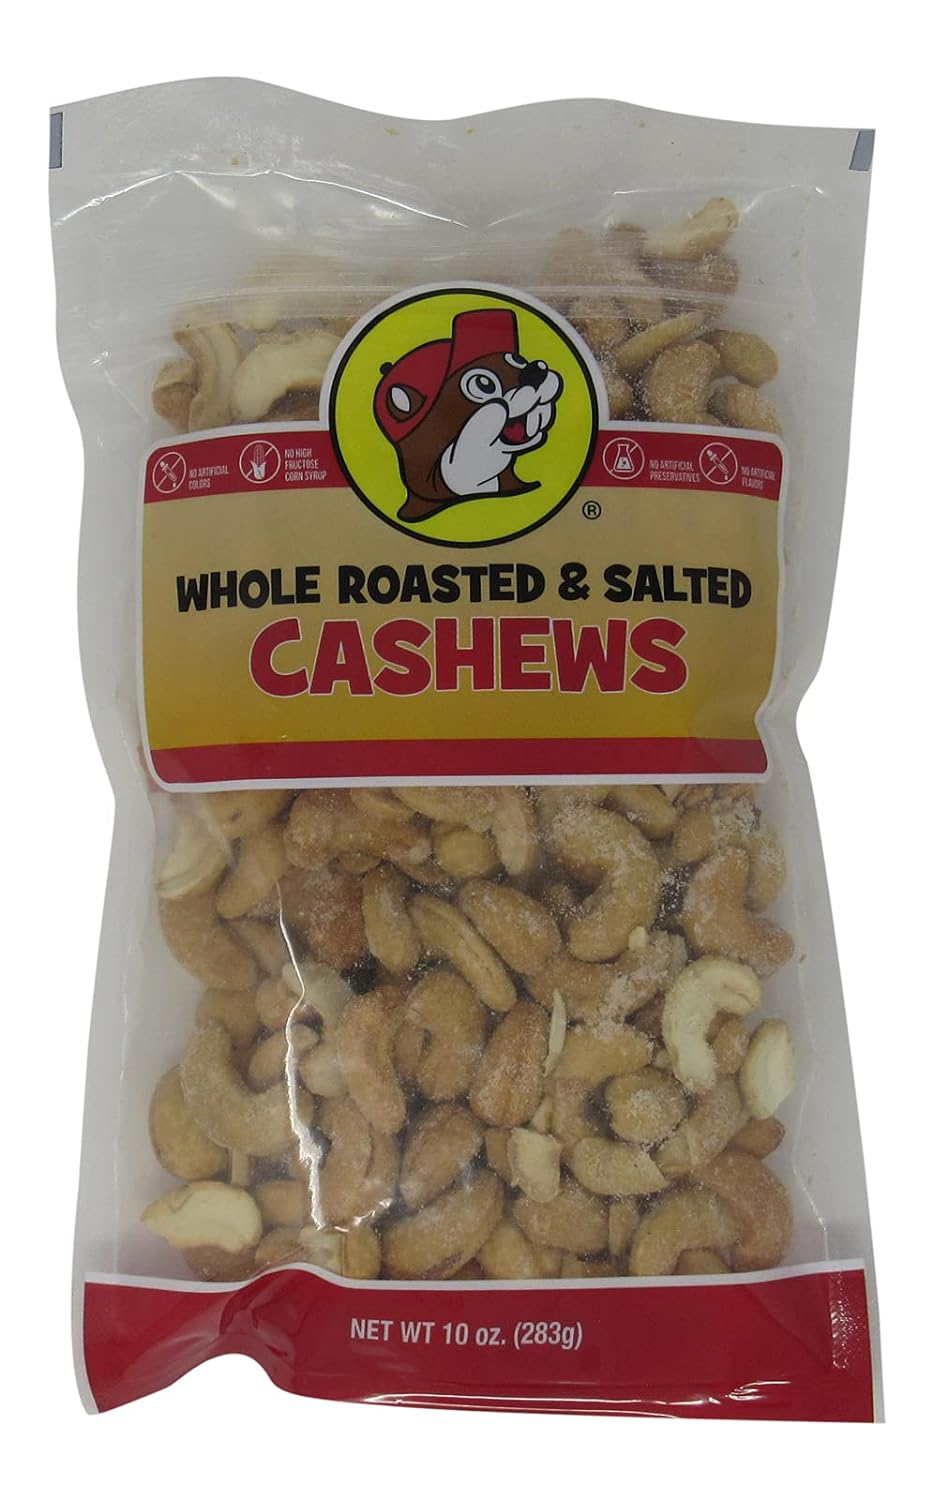 NO ARTIFICIAL
COLORS
NO HIGH
FRUCTOSE
CORN SYRUP
NO ARTIFICIAL
PRESERVATIVES
NO ARTIFICIAL
FLAVORS
®
WHOLE ROASTED & SALTED
CASHEWS
NET WT 10 oz. (283g)